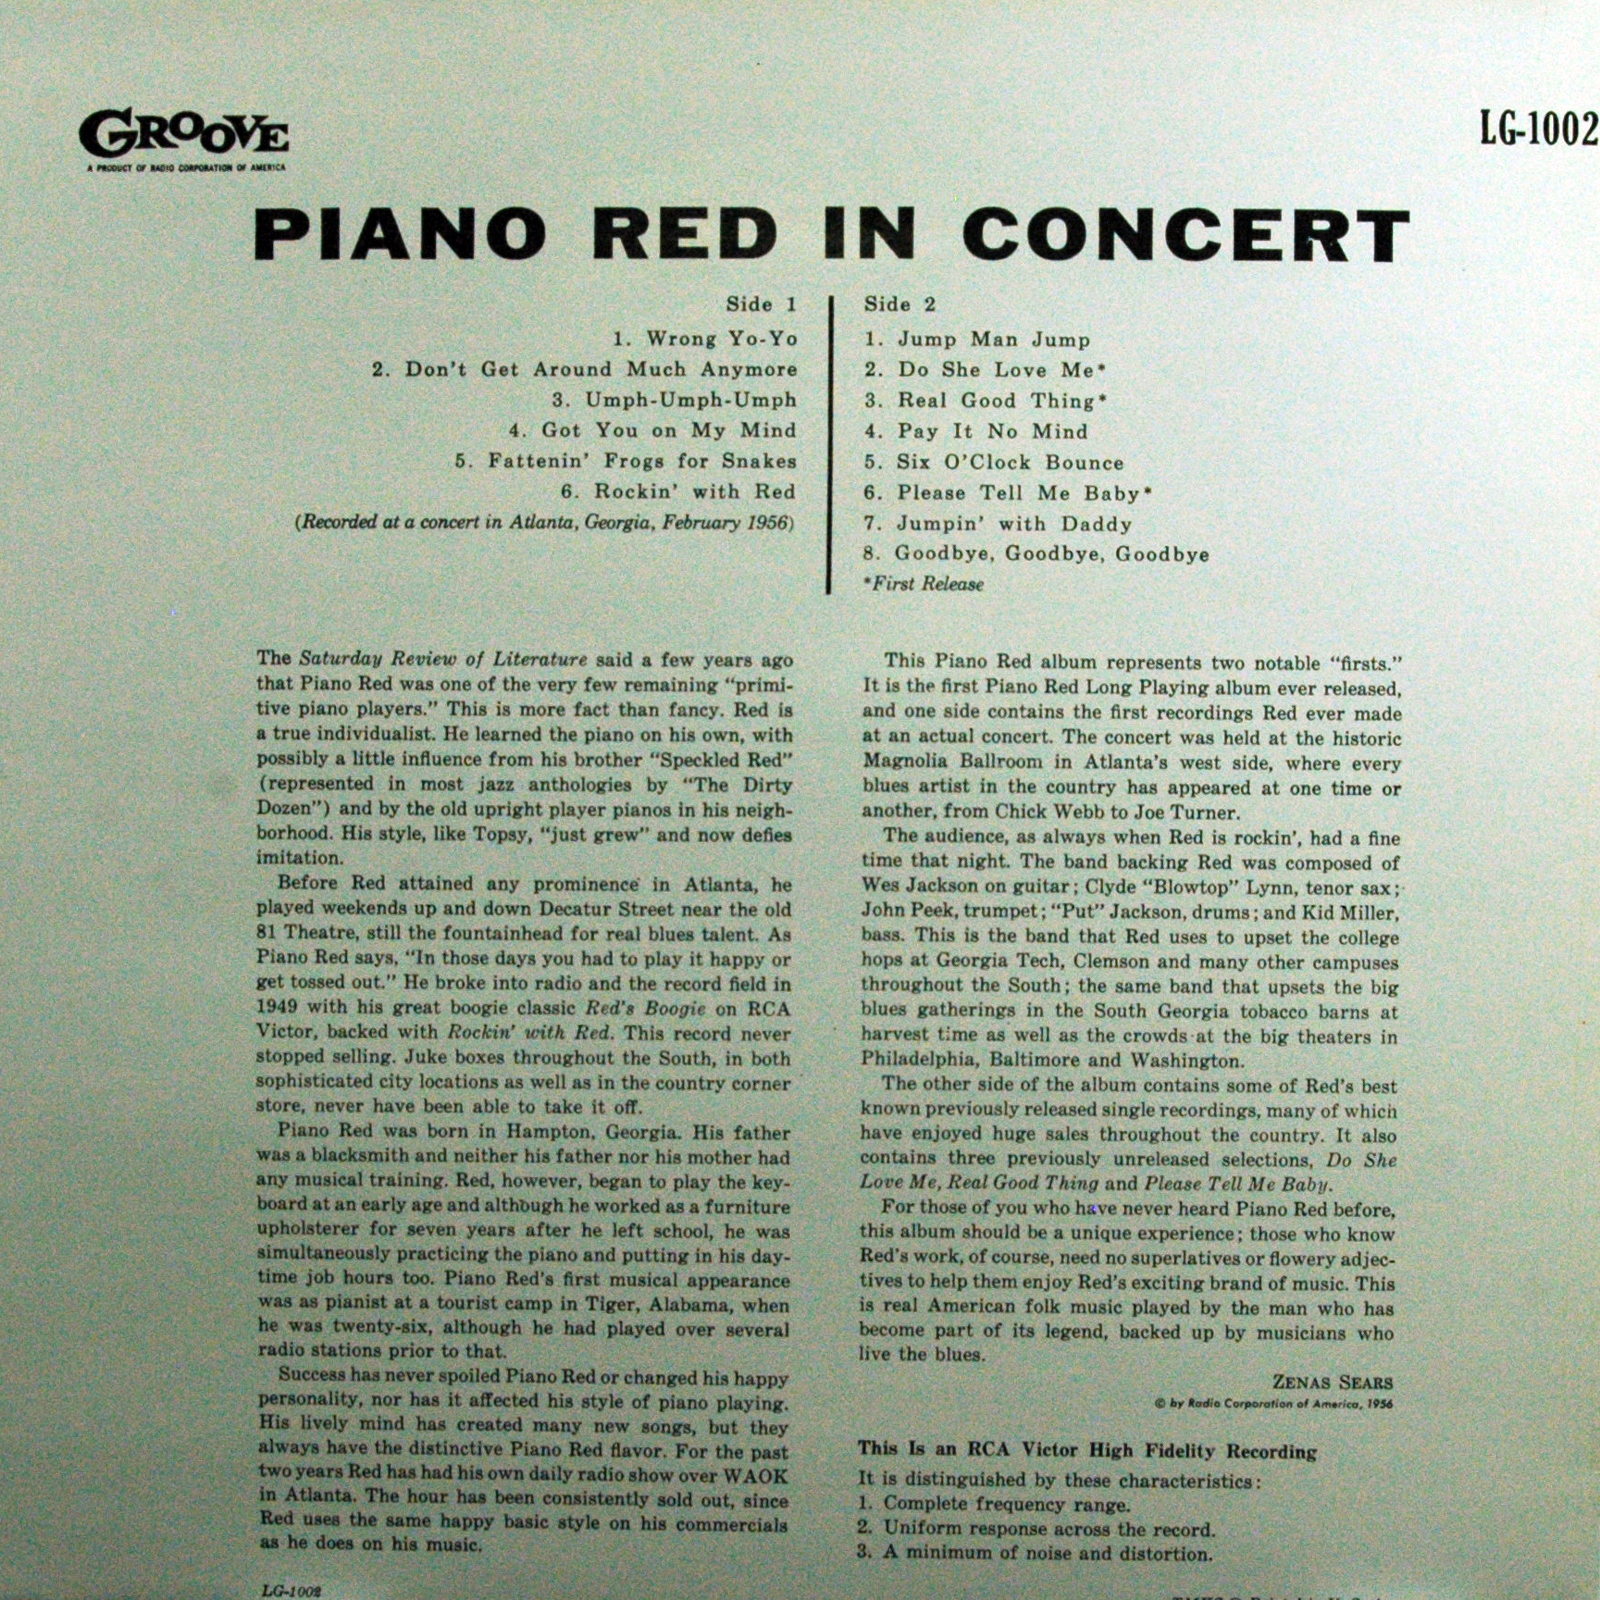 GROOVE
A PRODUCT OF RADIO CORPORATION OF AMERICA
LG-1002
PIANO RED IN CONCERT
Side 1
1. Wrong Yo-Yo
2. Don't Get Around Much Anymore
3. Umph-Umph-Umph
4. Got You on My Mind
5. Fattenin' Frogs for Snakes
6. Rockin' with Red
(Recorded at a concert in Atlanta, Georgia, February 1956)
Side 2
1. Jump Man Jump
2. Do She Love Me*
3. Real Good Thing*
4. Pay It No Mind
5. Six O'Clock Bounce
6. Please Tell Me Baby*
7. Jumpin' with Daddy
8. Goodbye, Goodbye, Goodbye
*First Release
The Saturday Review of Literature said a few years ago
that Piano Red was one of the very few remaining "primi-
tive piano players." This is more fact than fancy. Red is
a true individualist. He learned the piano on his own, with
possibly a little influence from his brother "Speckled Red"
(represented in most jazz anthologies by "The Dirty
Dozen") and by the old upright player pianos in his neigh-
borhood. His style, like Topsy, "just grew" and now defies
imitation.
Before Red attained any prominence in Atlanta, he
played weekends up and down Decatur Street near the old
81 Theatre, still the fountainhead for real blues talent. As
Piano Red says, "In those days you had to play it happy or
get tossed out." He broke into radio and the record field in
1949 with his great boogie classic Red's Boogie on RCA
Victor, backed with Rockin' with Red. This record never
stopped selling. Juke boxes throughout the South, in both
sophisticated city locations as well as in the country corner
store, never have been able to take it off.
Piano Red was born in Hampton, Georgia. His father
was a blacksmith and neither his father nor his mother had
any musical training. Red, however, began to play the key-
board at an early age and although he worked as a furniture
upholsterer for seven years after he left school, he was
simultaneously practicing the piano and putting in his day-
time job hours too. Piano Red's first musical appearance
was as pianist at a tourist camp in Tiger, Alabama, when
he was twenty-six, although he had played over several
radio stations prior to that.
Success has never spoiled Piano Red or changed his happy
personality, nor has it affected his style of piano playing.
His lively mind has created many new songs, but they
always have the distinctive Piano Red flavor. For the past
two years Red has had his own daily radio show over WAOK
in Atlanta. The hour has been consistently sold out, since
Red uses the same happy basic style on his commercials
as he does on his music.
LG-1002
This Piano Red album represents two notable "firsts."
It is the first Piano Red Long Playing album ever released,
and one side contains the first recordings Red ever made
at an actual concert. The concert was held at the historic
Magnolia Ballroom in Atlanta's west side, where every
blues artist in the country has appeared at one time or
another, from Chick Webb to Joe Turner.
The audience, as always when Red is rockin', had a fine
time that night. The band backing Red was composed of
Wes Jackson on guitar; Clyde "Blowtop" Lynn, tenor sax;
John Peek, trumpet; "Put" Jackson, drums; and Kid Miller,
bass. This is the band that Red uses to upset the college
hops at Georgia Tech, Clemson and many other campuses
throughout the South; the same band that upsets the big
blues gatherings in the South Georgia tobacco barns at
harvest time as well as the crowds at the big theaters in
Philadelphia, Baltimore and Washington.
The other side of the album contains some of Red's best
known previously released single recordings, many of which
have enjoyed huge sales throughout the country. It also
contains three previously unreleased selections, Do She
Love Me, Real Good Thing and Please Tell Me Baby.
For those of you who have never heard Piano Red before,
this album should be a unique experience; those who know
Red's work, of course, need no superlatives or flowery adjec-
tives to help them enjoy Red's exciting brand of music. This
is real American folk music played by the man who has
become part of its legend, backed up by musicians who
live the blues.
ZENAS SEARS
© by Radio Corporation of America, 1956
This Is an RCA Victor High Fidelity Recording
It is distinguished by these characteristics:
1. Complete frequency range.
2. Uniform response across the record.
3. A minimum of noise and distortion.